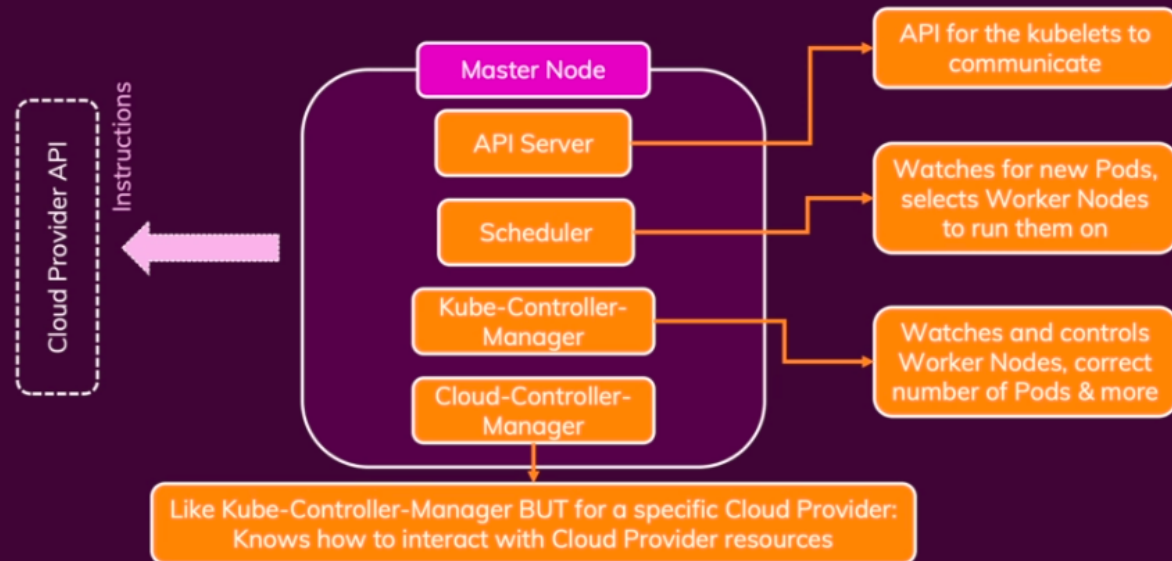 Cloud Provider API
Instructions
Master Node
API Server
Scheduler
Kube-Controller-
Manager
Cloud-Controller-
Manager
API for the kubelets to
communicate
Watches for new Pods,
selects Worker Nodes
to run them on
Watches and controls
Worker Nodes, correct
number of Pods & more
Like Kube-Controller-Manager BUT for a specific Cloud Provider:
Knows how to interact with Cloud Provider resources